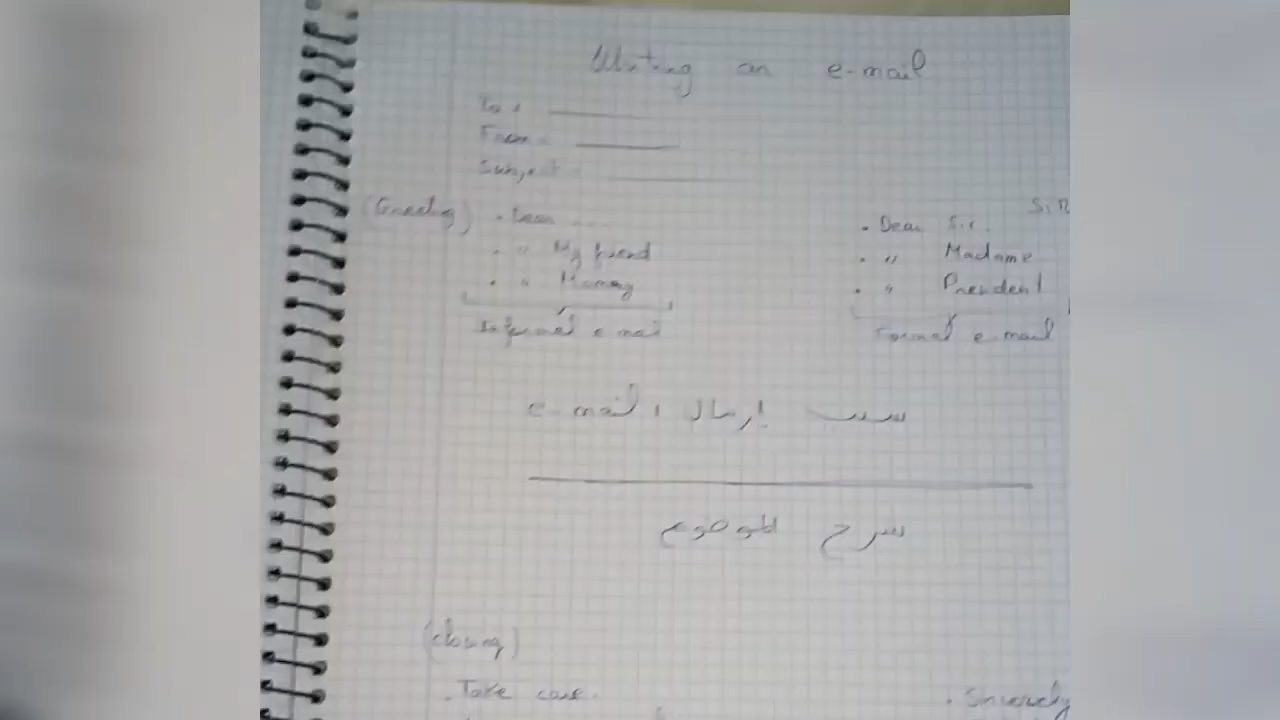 Writing an e-mail
To :
From :
Subject :
(Greeting) . Dear ...
. " My friend
. " Mommy
Informal e-mail
Sir
. Dear Sir.
. " Madame
. " President
Formal e-mail
سبب إرسال الـ e-mail
شرح الموضوع
(closing)
. Take care.
. Sincerely